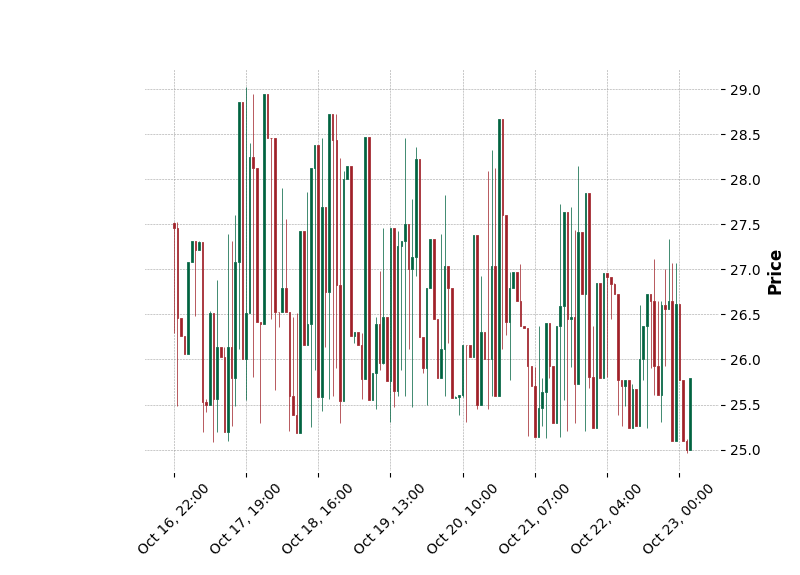 29.0
28.5
28.0
27.5
27.0
26.5
26.0
25.5
25.0
Price
Oct 16, 22:00
Oct 17, 19:00
Oct 18, 16:00
Oct 19, 13:00
Oct 20, 10:00
Oct 21, 07:00
Oct 22, 04:00
Oct 23, 00:00